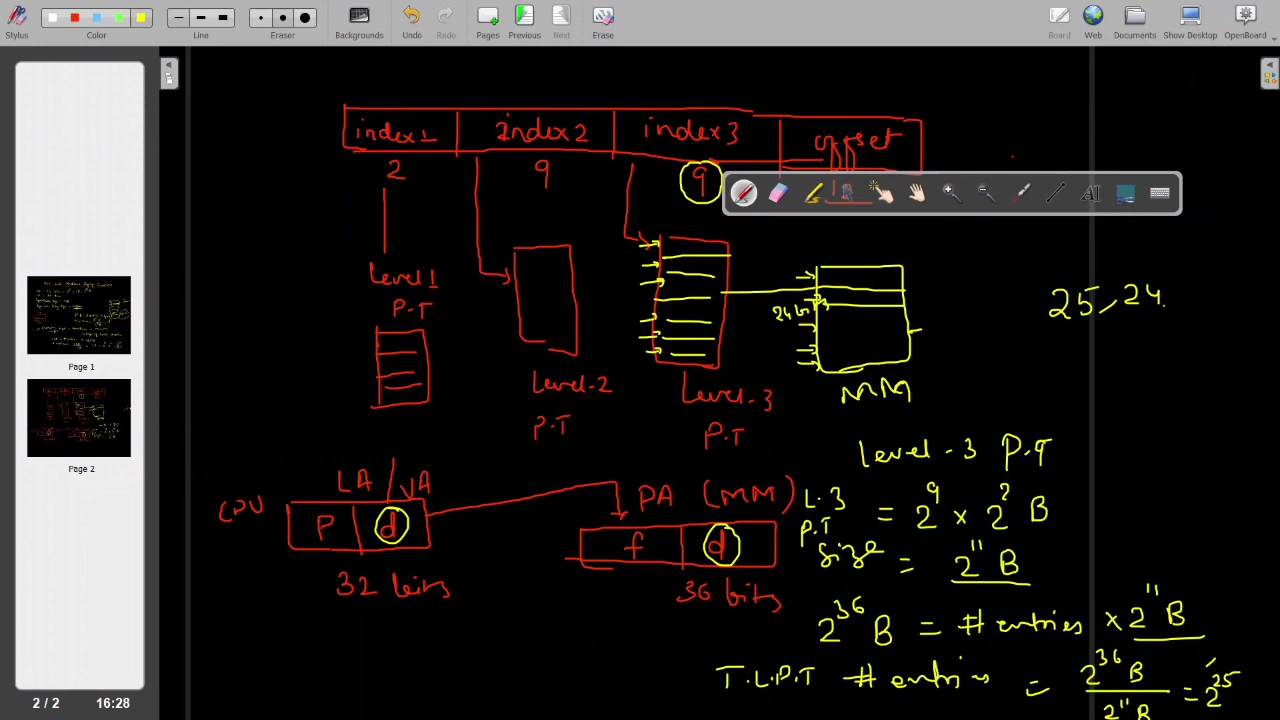 Stylus Color Line Eraser Backgrounds Undo Redo Pages Previous Next Erase Board Web Documents Show Desktop OpenBoard
index1 index2 index3 offset
2 9 9
Level 1
P.T
Level-2
P.T
Level-3
P.T
24 bits
MM
25, 24.
Page 1
Page 2
CPU
LA / VA
P d
32 bits
PA (MM)
f d
36 bits
Level-3 P.T
L.3
P.T
size
= 2^9 × 2^2 B
= 2^11 B
2^36 B = # entries × 2^11 B
T.L.P.T # entries = 2^36 B / 2^11 B = 2^25
2 / 2 16:28